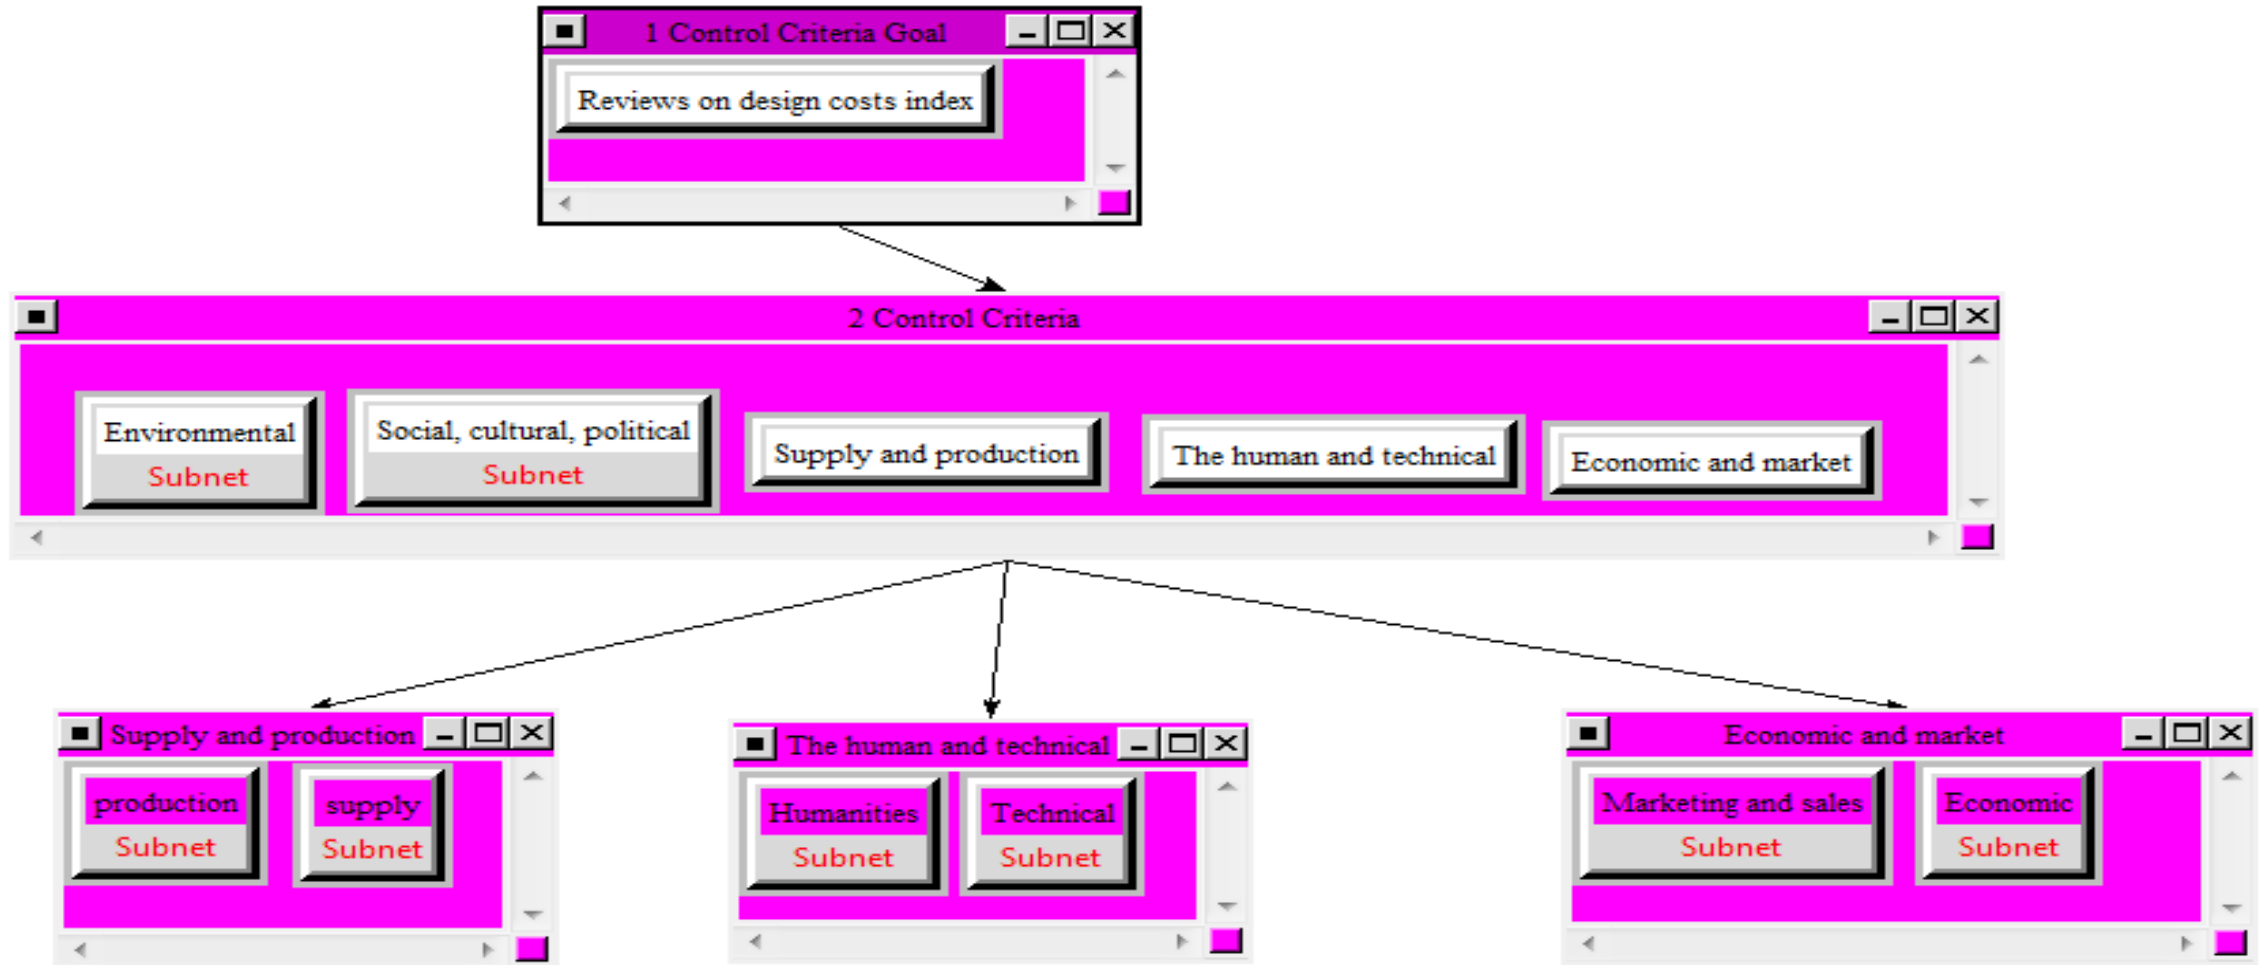 1 Control Criteria Goal
Reviews on design costs index
2 Control Criteria
Environmental
Subnet
Social, cultural, political
Subnet
Supply and production
The human and technical
Economic and market
Supply and production
production
Subnet
supply
Subnet
The human and technical
Humanities
Subnet
Technical
Subnet
Economic and market
Marketing and sales
Subnet
Economic
Subnet